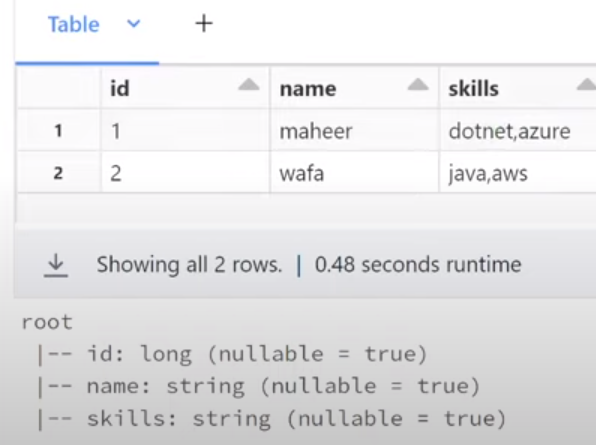 Table +
id name skills
1 1 maheer dotnet,azure
2 2 wafa java,aws
Showing all 2 rows. | 0.48 seconds runtime
root
|-- id: long (nullable = true)
|-- name: string (nullable = true)
|-- skills: string (nullable = true)